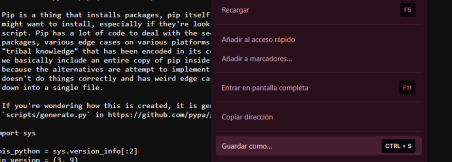 Pip is a thing that installs packages, pip itself
might want to install, especially if they're look
script. Pip has a lot of code to deal with the se
packages, various edge cases on various platforms
"tribal knowledge" that has been encoded in its co
we basically include an entire copy of pip inside
because the alternatives are attempt to implement
doesn't do things correctly and has weird edge ca
down into a single file.
If you're wondering how this is created, it is ge
`scripts/generate.py` in https://github.com/pypa/
mport sys
is_python = sys.version_info[:2]
n_version = (3, 9)
Recargar F5
Añadir al acceso rápido
Añadir a marcadores...
Entrar en pantalla completa F11
Copiar dirección
Guardar como... CTRL + S